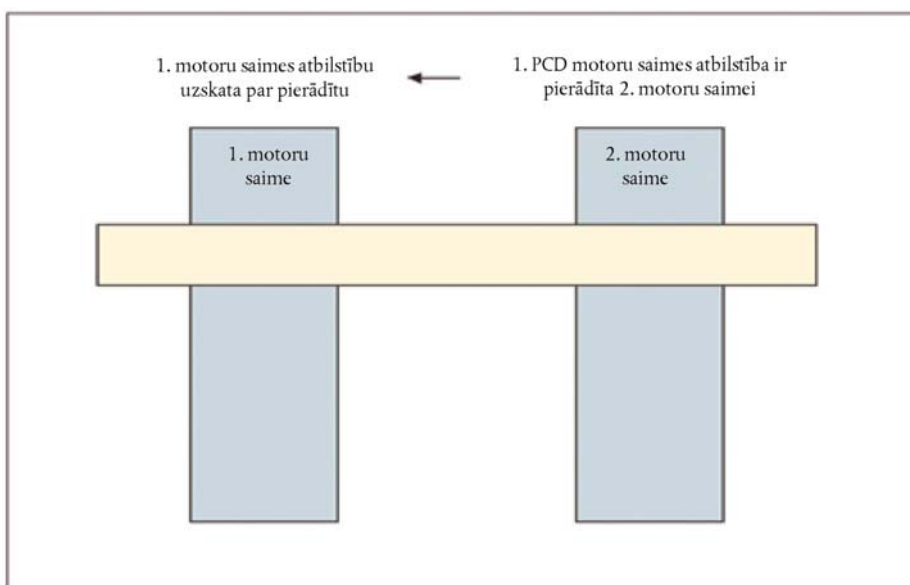 1. motoru saimes atbilstību
uzskata par pierādītu
1. PCD motoru saimes atbilstība ir
pierādīta 2. motoru saimei
1. motoru
saime
2. motoru
saime